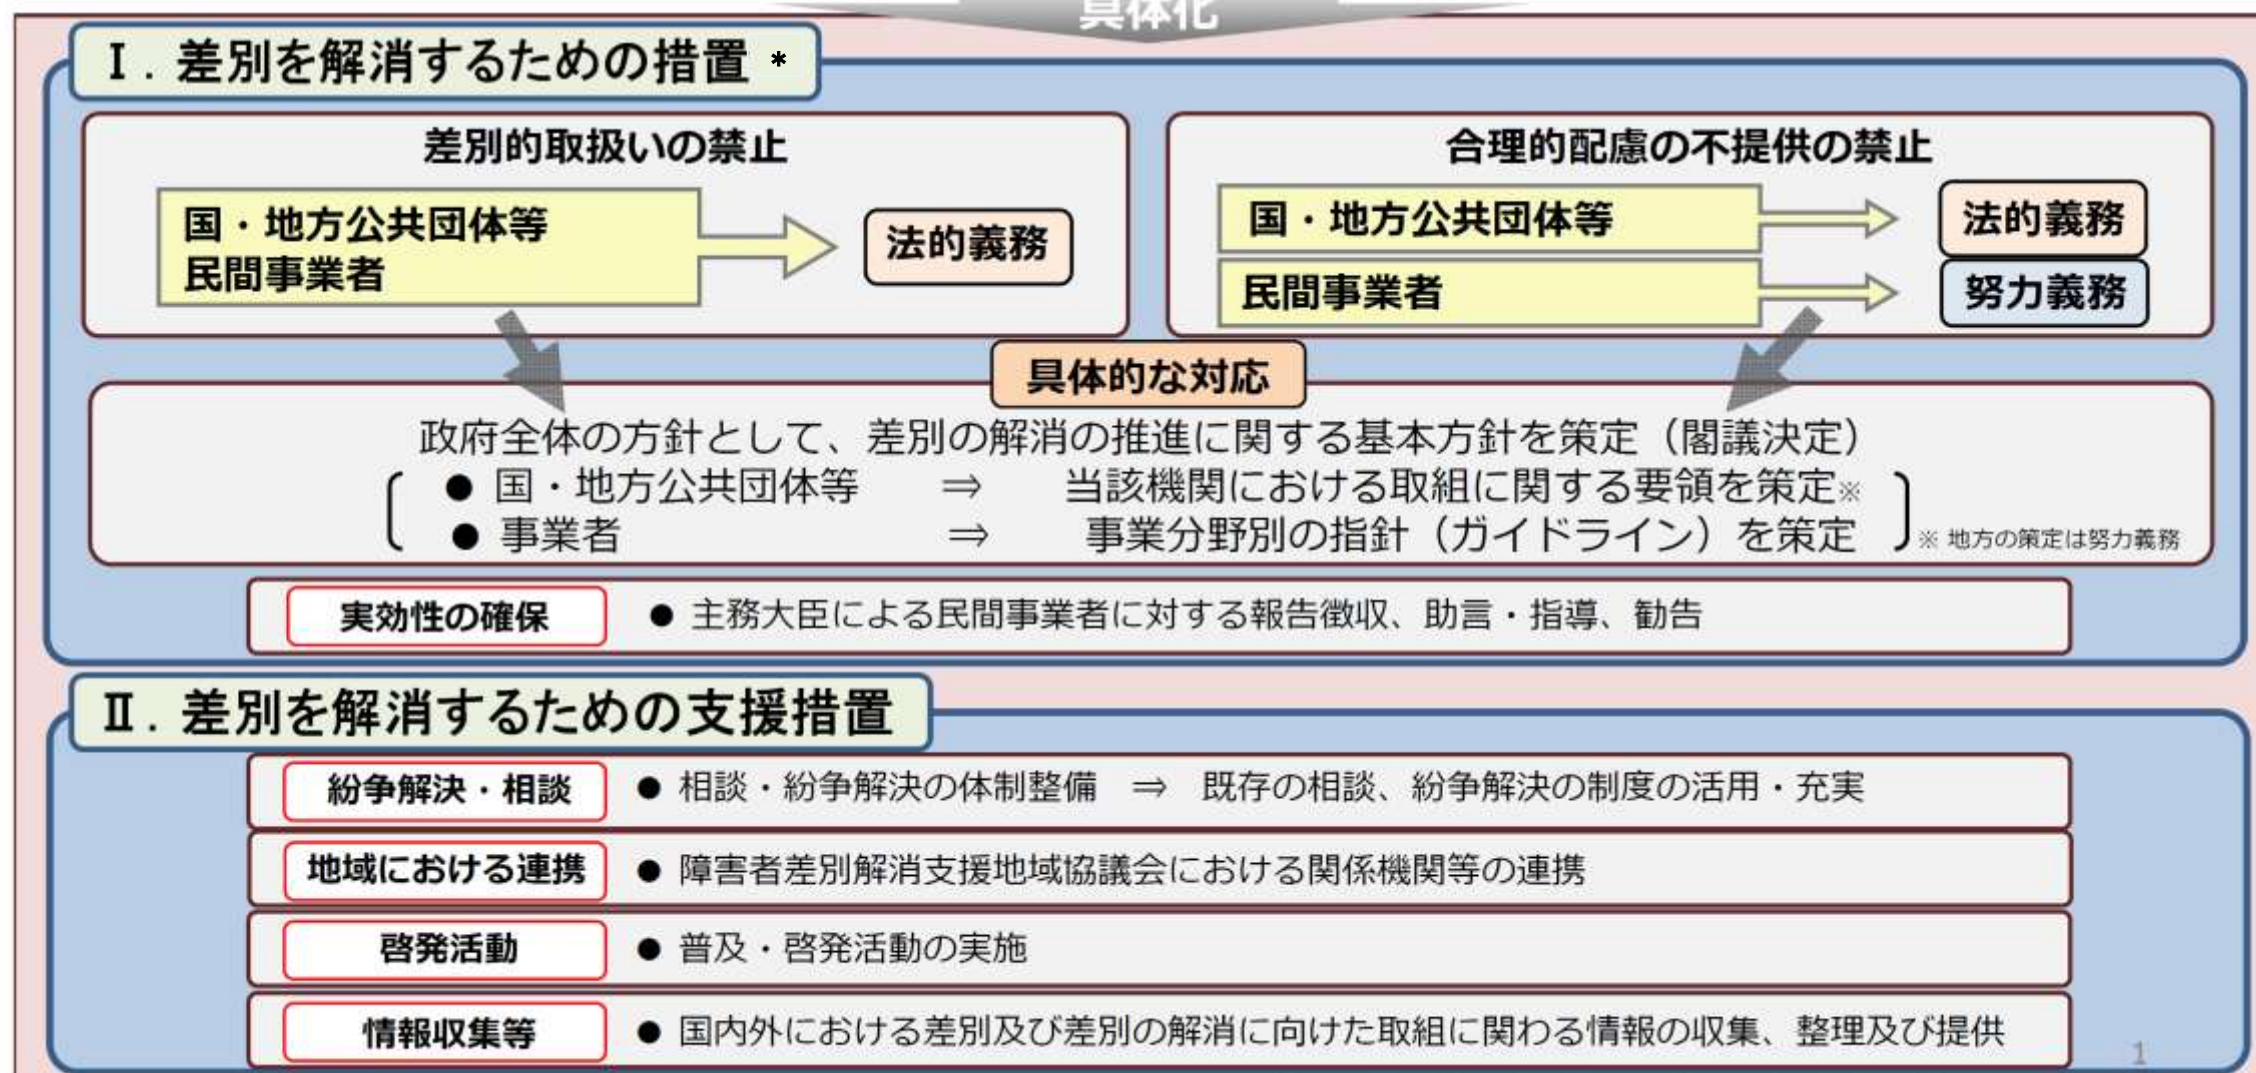 具体化
Ⅰ．差別を解消するための措置 *
差別的取扱いの禁止
国・地方公共団体等
民間事業者
法的義務
合理的配慮の不提供の禁止
国・地方公共団体等
法的義務
民間事業者
努力義務
具体的な対応
政府全体の方針として、差別の解消の推進に関する基本方針を策定（閣議決定）
● 国・地方公共団体等 ⇒ 当該機関における取組に関する要領を策定※
● 事業者 ⇒ 事業分野別の指針（ガイドライン）を策定
※ 地方の策定は努力義務
実効性の確保 ● 主務大臣による民間事業者に対する報告徴収、助言・指導、勧告
Ⅱ．差別を解消するための支援措置
紛争解決・相談 ● 相談・紛争解決の体制整備 ⇒ 既存の相談、紛争解決の制度の活用・充実
地域における連携 ● 障害者差別解消支援地域協議会における関係機関等の連携
啓発活動 ● 普及・啓発活動の実施
情報収集等 ● 国内外における差別及び差別の解消に向けた取組に関わる情報の収集、整理及び提供
1